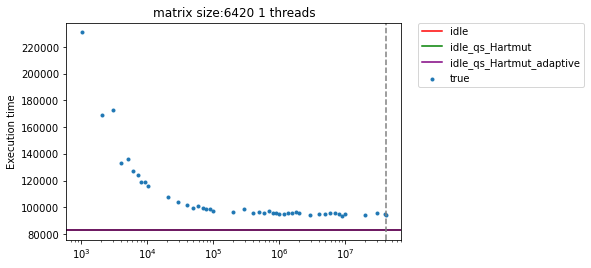 matrix size:6420 1 threads
Execution time
220000
200000
180000
160000
140000
120000
100000
80000
10³
10⁴
10⁵
10⁶
10⁷
idle
idle_qs_Hartmut
idle_qs_Hartmut_adaptive
true